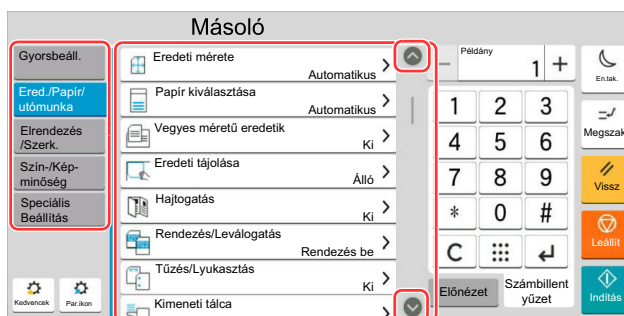 Másoló
Gyorsbeáll.
Ered./Papír/
utómunka
Elrendezés
/Szerk.
Szín-/Kép-
minőség
Speciális
Beállítás
Kedvencek
Par.ikon
Eredeti mérete
Automatikus
Papír kiválasztása
Automatikus
Vegyes méretű eredetik
Ki
Eredeti tájolása
Álló
Hajtogatás
Ki
Rendezés/Leválogatás
Rendezés be
Tűzés/Lyukasztás
Ki
Kimeneti tálca
Példány
− 1 +
1 2 3
4 5 6
7 8 9
* 0 #
C
Előnézet
Számbillent
yűzet
En.tak.
Megszak
Vissz
Leállít
Indítás